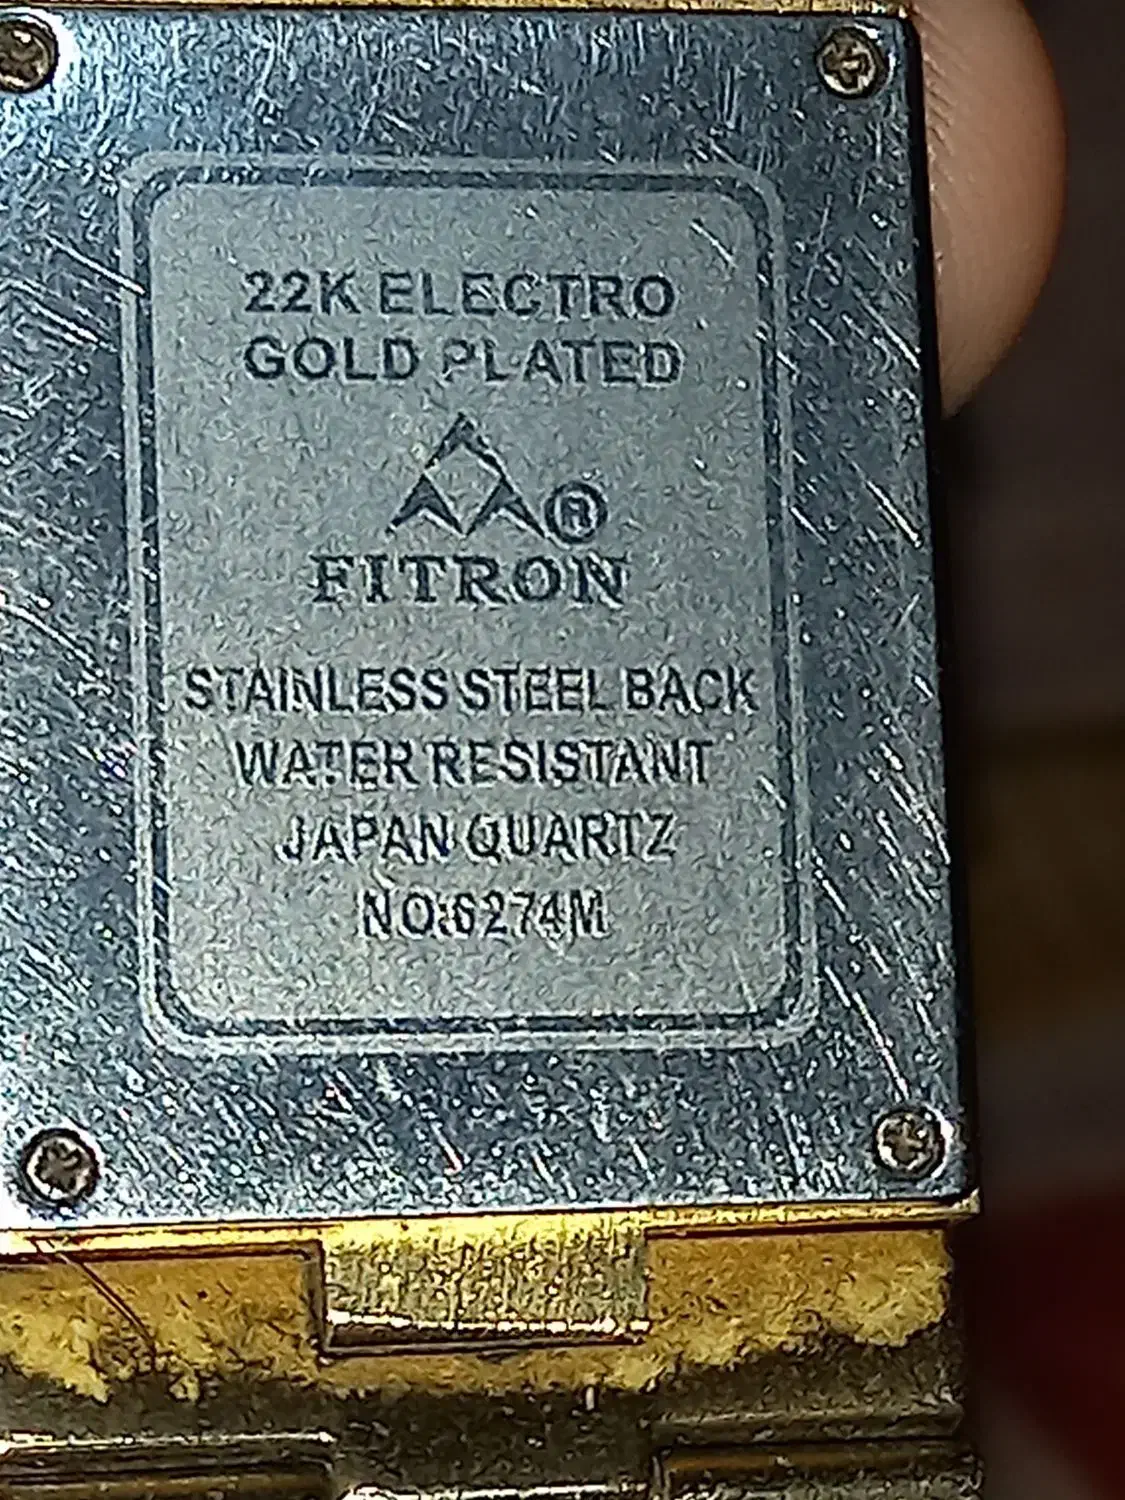 22K ELECTRO
GOLD PLATED
®
FITRON
STAINLESS STEEL BACK
WATER RESISTANT
JAPAN QUARTZ
NO:6274M